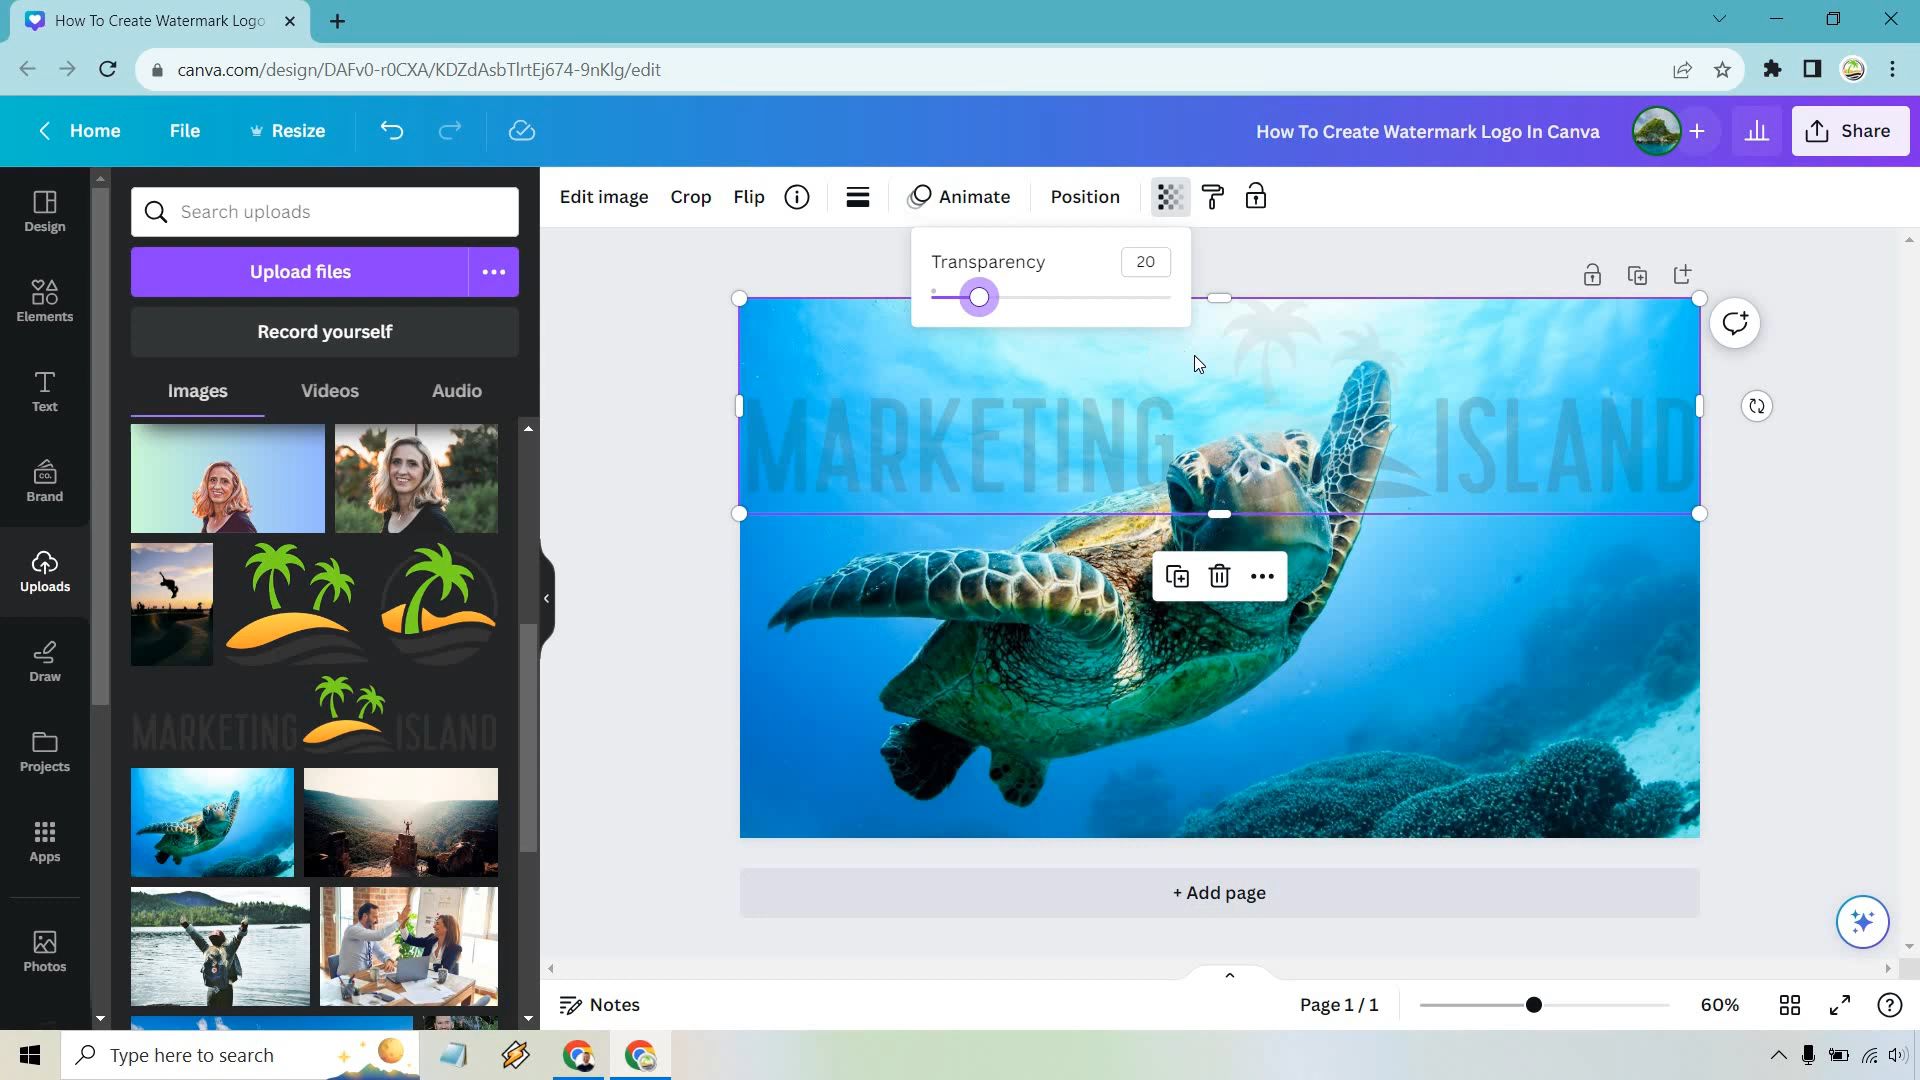 How To Create Watermark Logo
canva.com/design/DAFv0-r0CXA/KDZdAsbTlrtEj674-9nKlg/edit
Home
File
Resize
How To Create Watermark Logo In Canva
Share
Design
Elements
Text
CO.
Brand
Uploads
Draw
Projects
Apps
Photos
Search uploads
Upload files
Record yourself
Images
Videos
Audio
MARKETING ISLAND
Edit image
Crop
Flip
Animate
Position
Transparency
20
MARKETING ISLAND
+ Add page
Notes
Page 1 / 1
60%
Type here to search